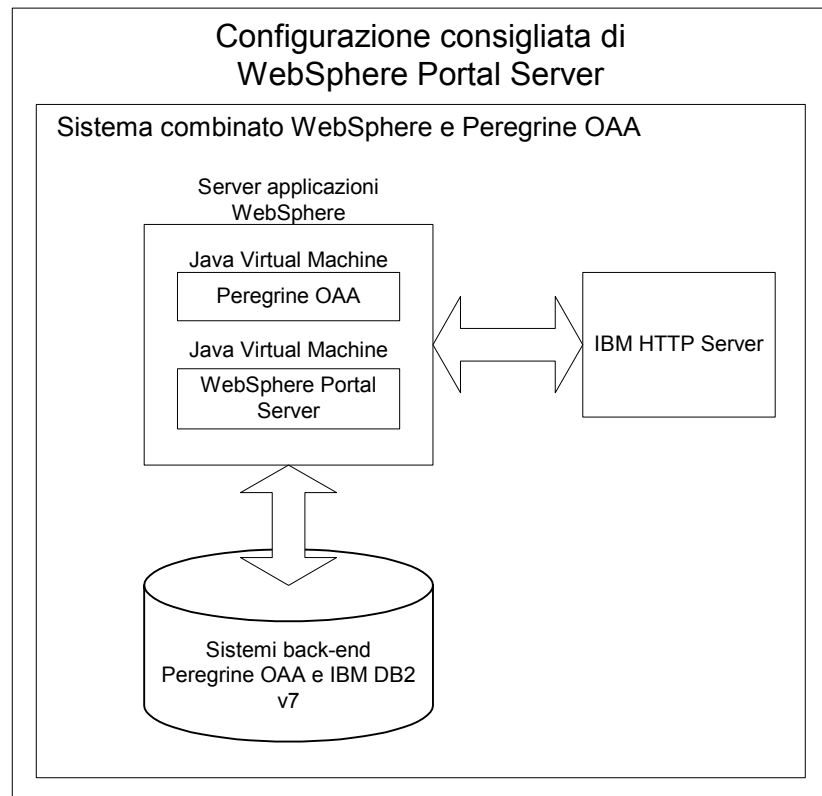 Configurazione consigliata di
WebSphere Portal Server
Sistema combinato WebSphere e Peregrine OAA
Server applicazioni
WebSphere
Java Virtual Machine
Peregrine OAA
Java Virtual Machine
WebSphere Portal
Server
IBM HTTP Server
Sistemi back-end
Peregrine OAA e IBM DB2
v7